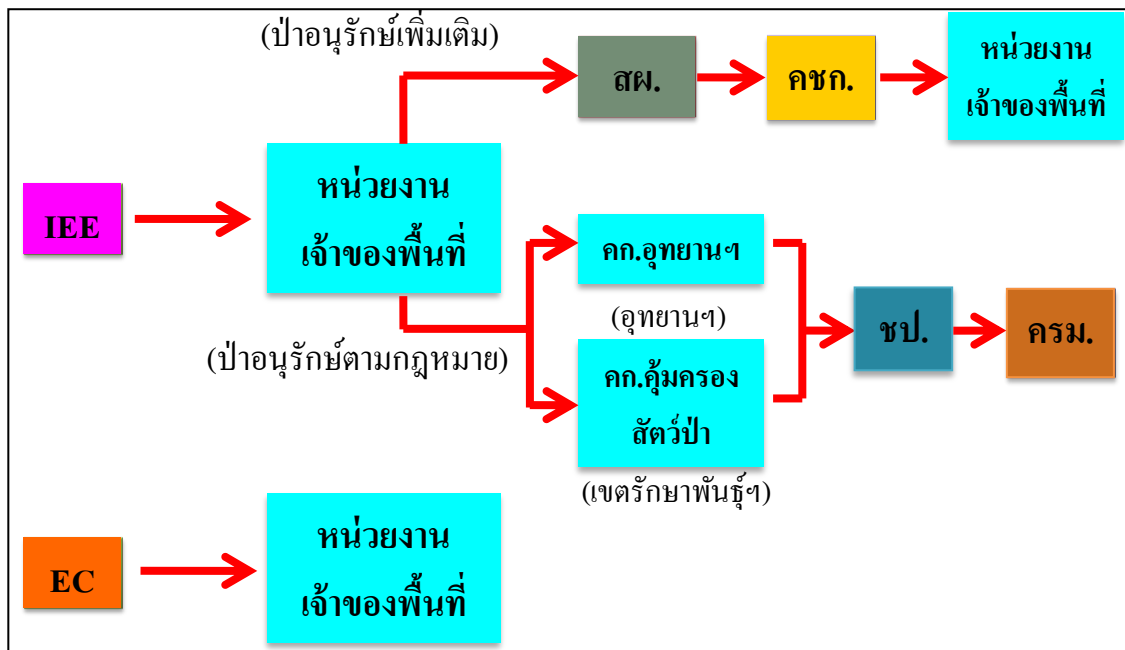 (ป่าอนุรักษ์เพิ่มเติม)
สผ.
คชก.
หน่วยงาน
เจ้าของพื้นที่
IEE
หน่วยงาน
เจ้าของพื้นที่
คก.อุทยานฯ
(อุทยานฯ)
(ป่าอนุรักษ์ตามกฎหมาย)
คก.คุ้มครอง
สัตว์ป่า
(เขตรักษาพันธุ์ฯ)
ชป.
ครม.
EC
หน่วยงาน
เจ้าของพื้นที่